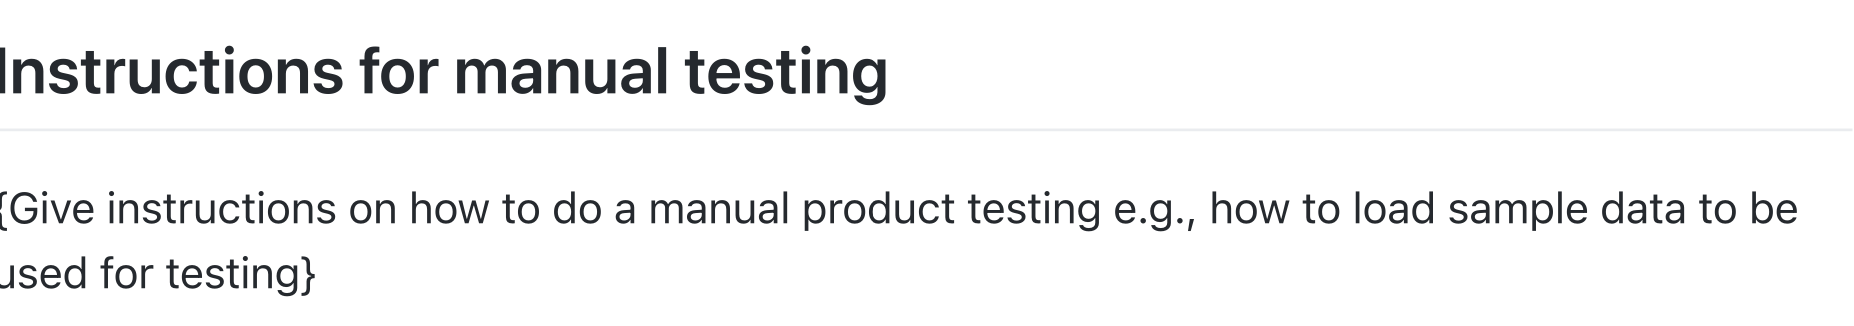 Instructions for manual testing
{Give instructions on how to do a manual product testing e.g., how to load sample data to be
used for testing}